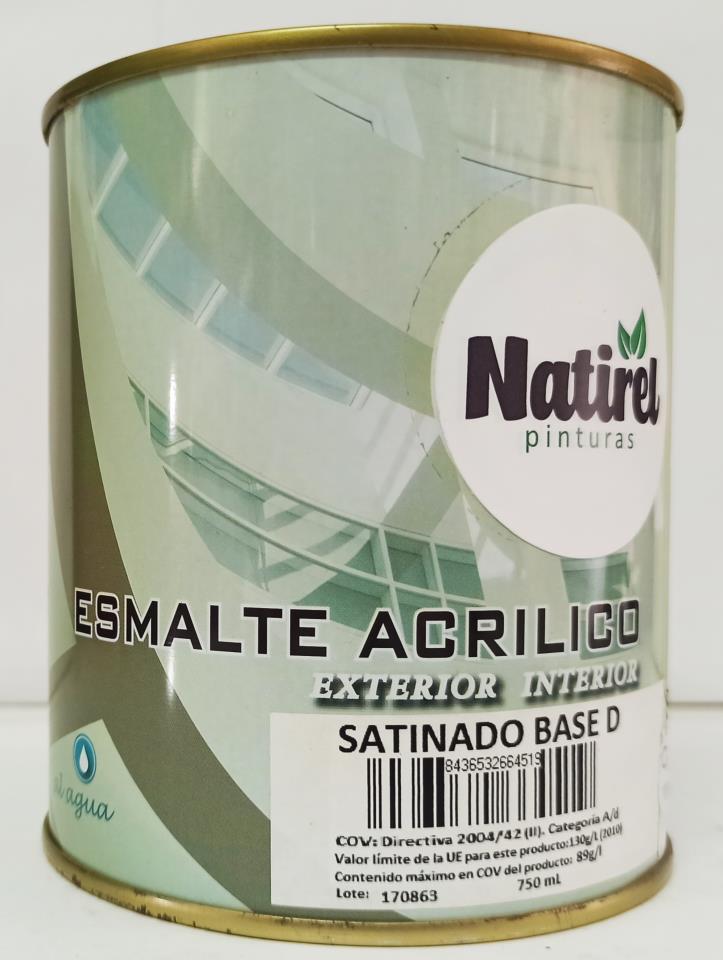 Natirel
pinturas
ESMALTE ACRILICO
EXTERIOR INTERIOR
SATINADO BASE D
8436532664519
COV: Directiva 2004/42 (II). Categoria A/d
Valor límite de la UE para este producto:130g/L (2010)
Contenido máximo en COV del producto: 89g/l
750 mL
Lote: 170863
al agua